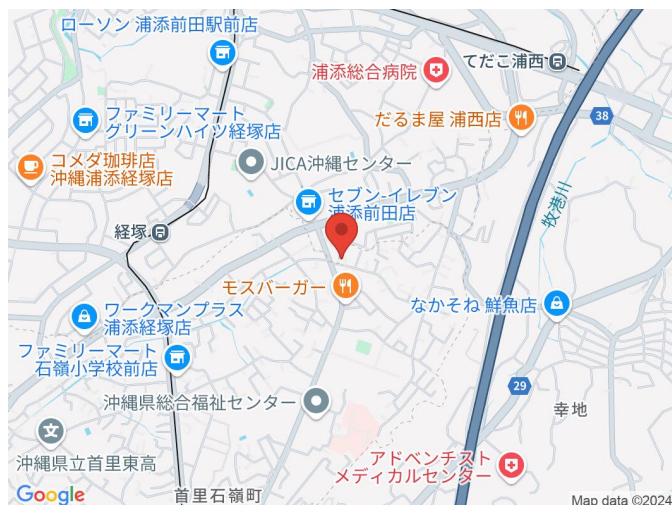 ローソン 浦添前田駅前店
浦添総合病院
てだこ浦西
ファミリーマート
グリーンハイツ経塚店
だるま屋 浦西店
38
コメダ珈琲店
沖縄浦添経塚店
JICA沖縄センター
セブン-イレブン
浦添前田店
牧港川
経塚
モスバーガー
なかそね 鮮魚店
ワークマンプラス
浦添経塚店
ファミリーマート
石嶺小学校前店
29
沖縄県総合福祉センター
幸地
沖縄県立首里東高
アドベンチスト
メディカルセンター
首里石嶺町
Google
Map data ©2024